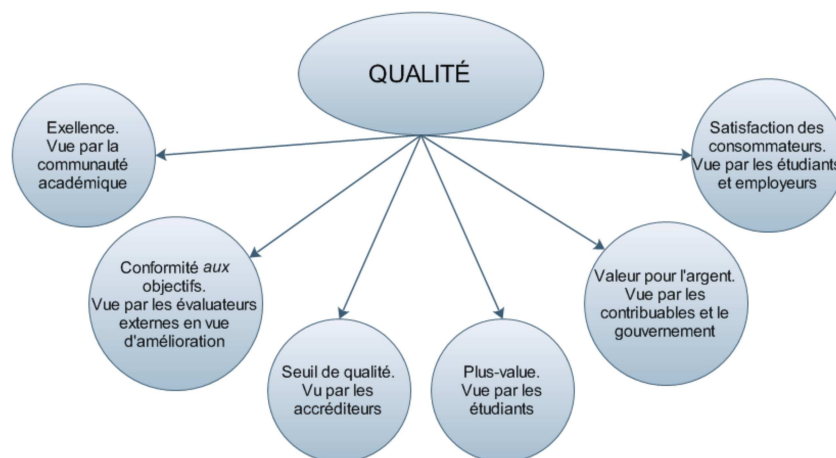 QUALITÉ
Exellence.
Vue par la
communauté
académique
Conformité aux
objectifs.
Vue par les évaluateurs
externes en vue
d'amélioration
Seuil de qualité.
Vu par les
accréditeurs
Plus-value.
Vue par les
étudiants
Valeur pour l'argent.
Vue par les
contribuables et le
gouvernement
Satisfaction des
consommateurs.
Vue par les étudiants
et employeurs